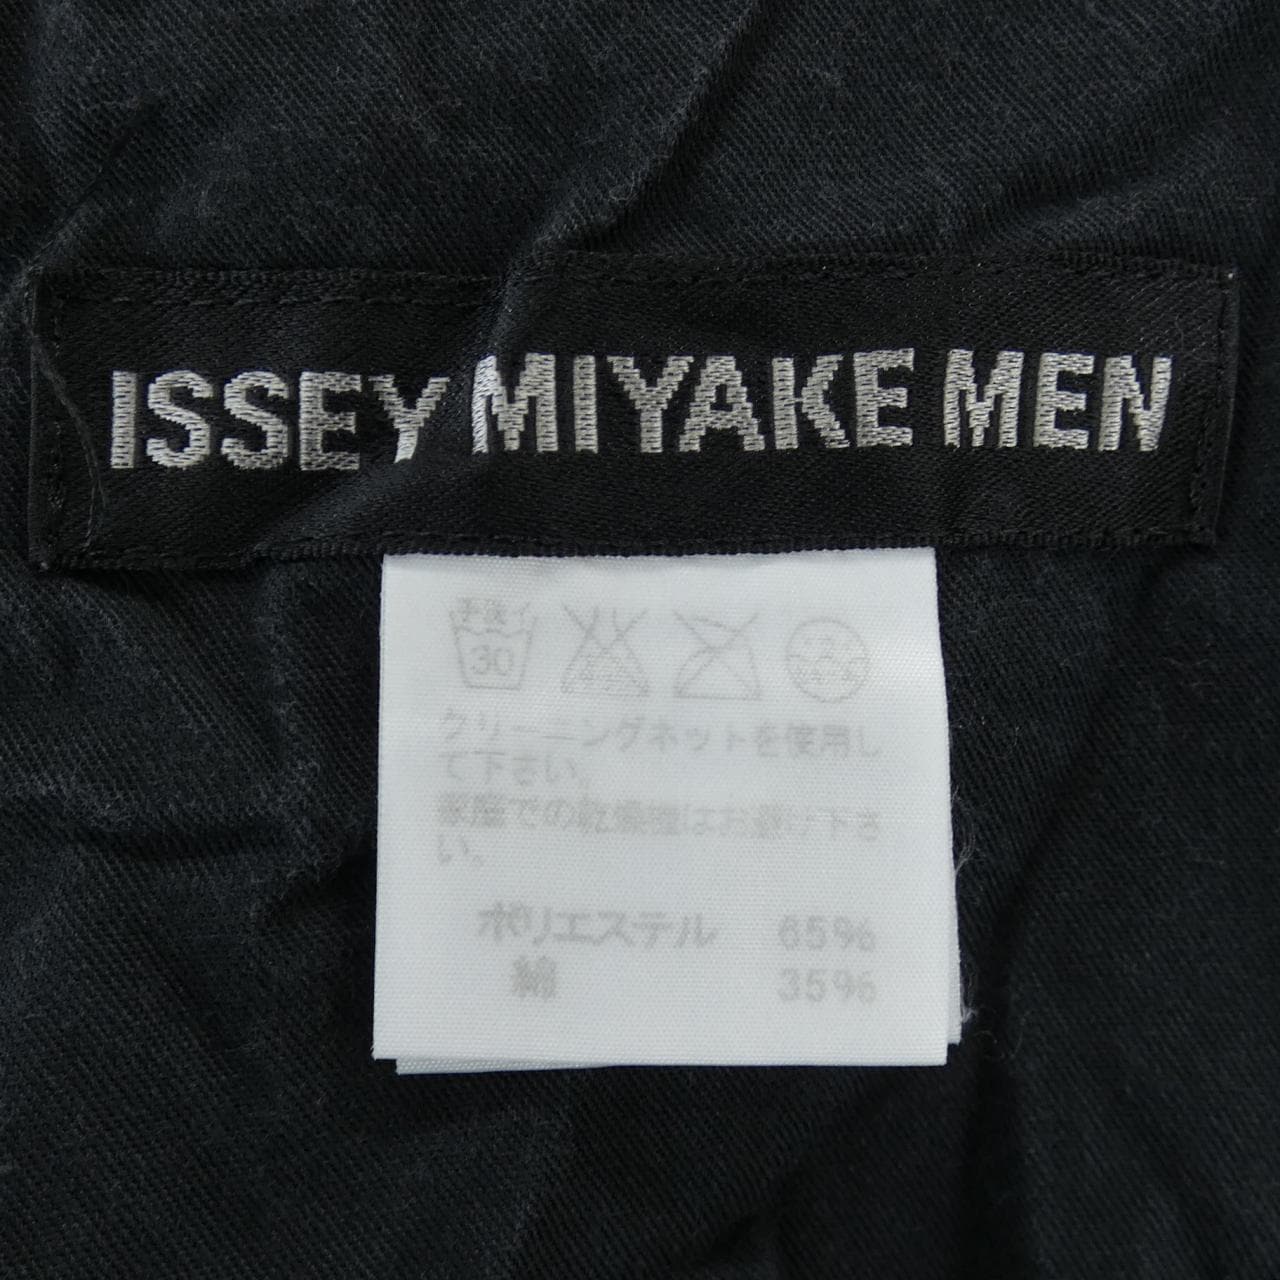 ISSEY MIYAKE MEN
手洗イ
30
クリーニングネットを使用し
て下さい。
家庭での乾燥機はお避け下さ
い。
ポリエステル 65%
綿 35%